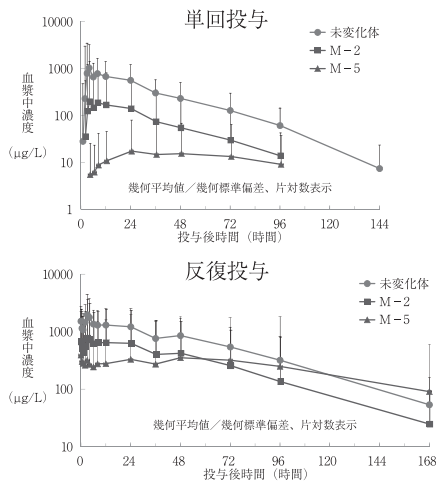 単回投与
10000
1000
100
10
1
血漿中濃度
(µg/L)
未変化体
M－2
M－5
幾何平均値／幾何標準偏差、片対数表示
0 24 48 72 96 120 144
投与後時間（時間）
反復投与
10000
1000
100
10
血漿中濃度
(µg/L)
未変化体
M－2
M－5
幾何平均値／幾何標準偏差、片対数表示
0 24 48 72 96 120 144 168
投与後時間（時間）